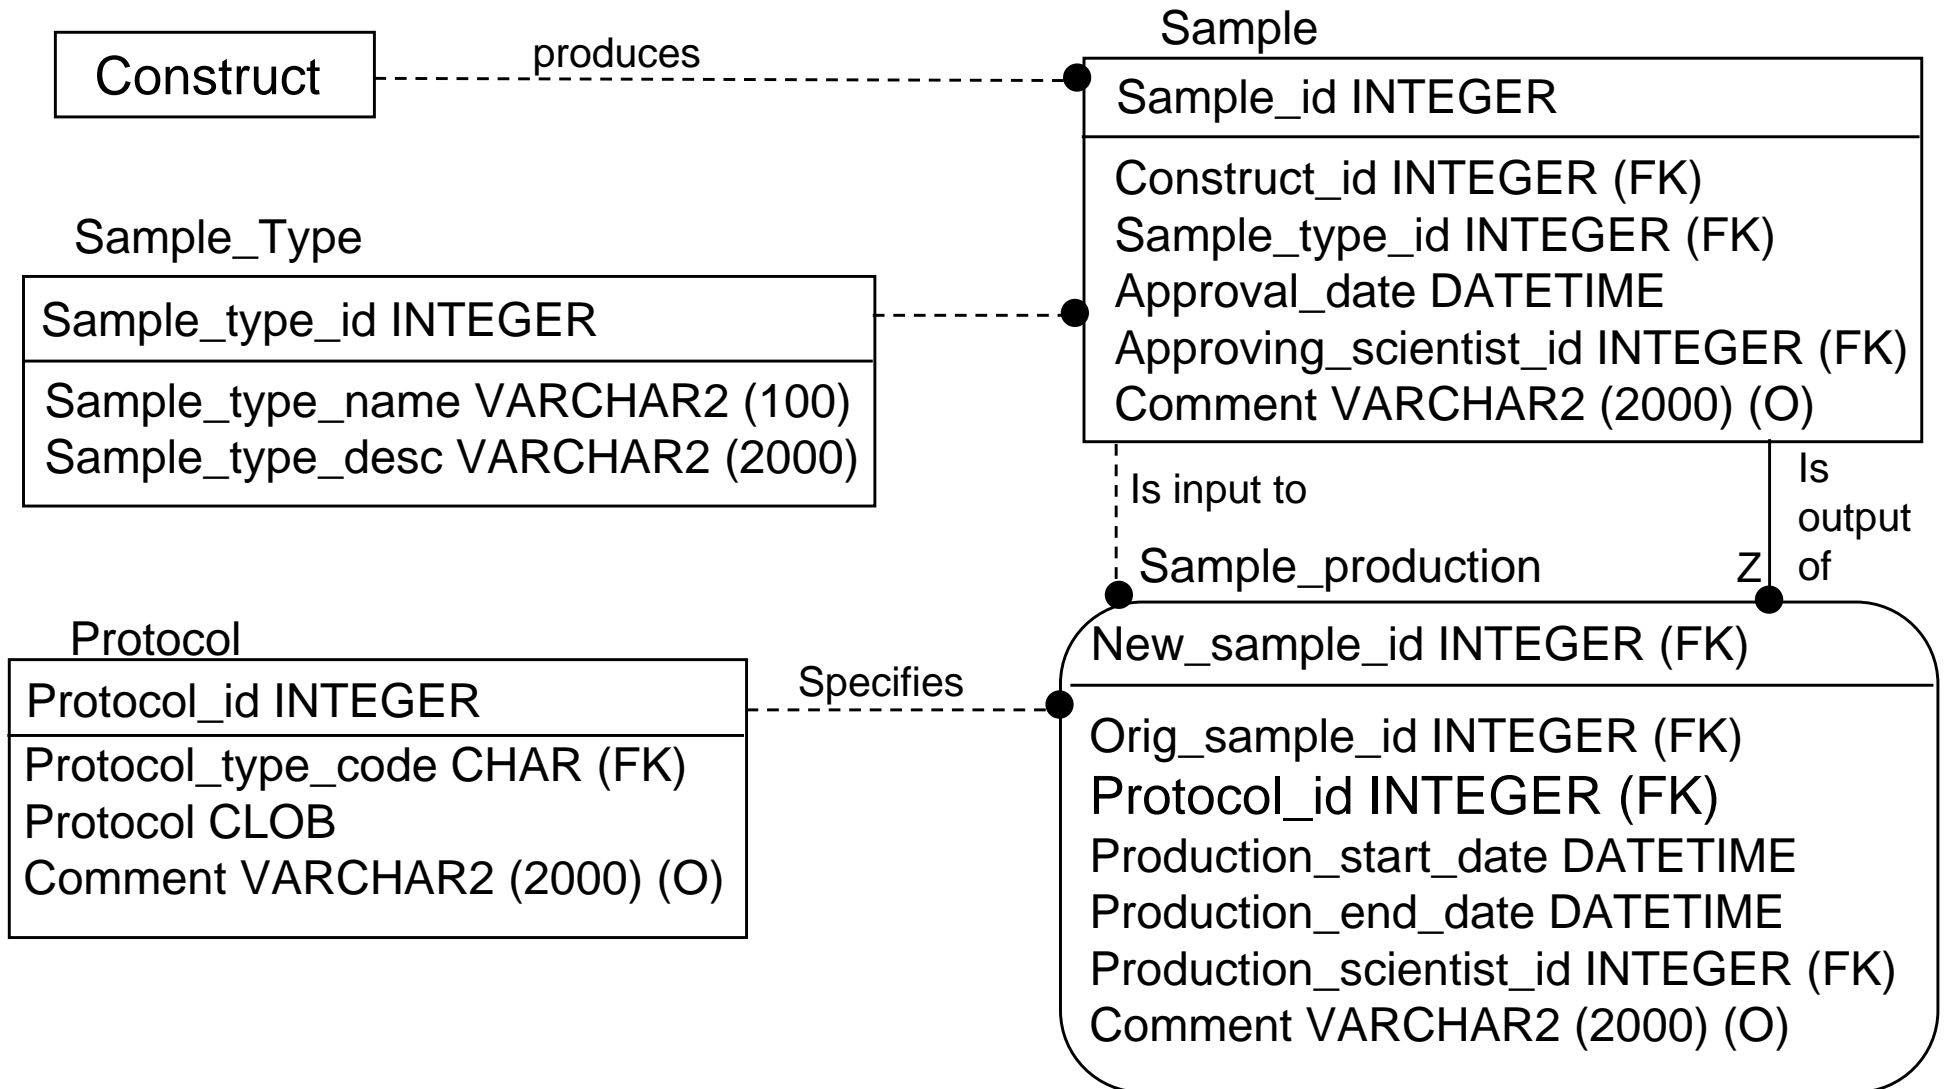 Construct
produces
Sample
Sample_id INTEGER
Construct_id INTEGER (FK)
Sample_type_id INTEGER (FK)
Approval_date DATETIME
Approving_scientist_id INTEGER (FK)
Comment VARCHAR2 (2000) (O)
Sample_Type
Sample_type_id INTEGER
Sample_type_name VARCHAR2 (100)
Sample_type_desc VARCHAR2 (2000)
Is input to
Is
output
of
Z
Sample_production
New_sample_id INTEGER (FK)
Orig_sample_id INTEGER (FK)
Protocol_id INTEGER (FK)
Production_start_date DATETIME
Production_end_date DATETIME
Production_scientist_id INTEGER (FK)
Comment VARCHAR2 (2000) (O)
Protocol
Protocol_id INTEGER
Protocol_type_code CHAR (FK)
Protocol CLOB
Comment VARCHAR2 (2000) (O)
Specifies